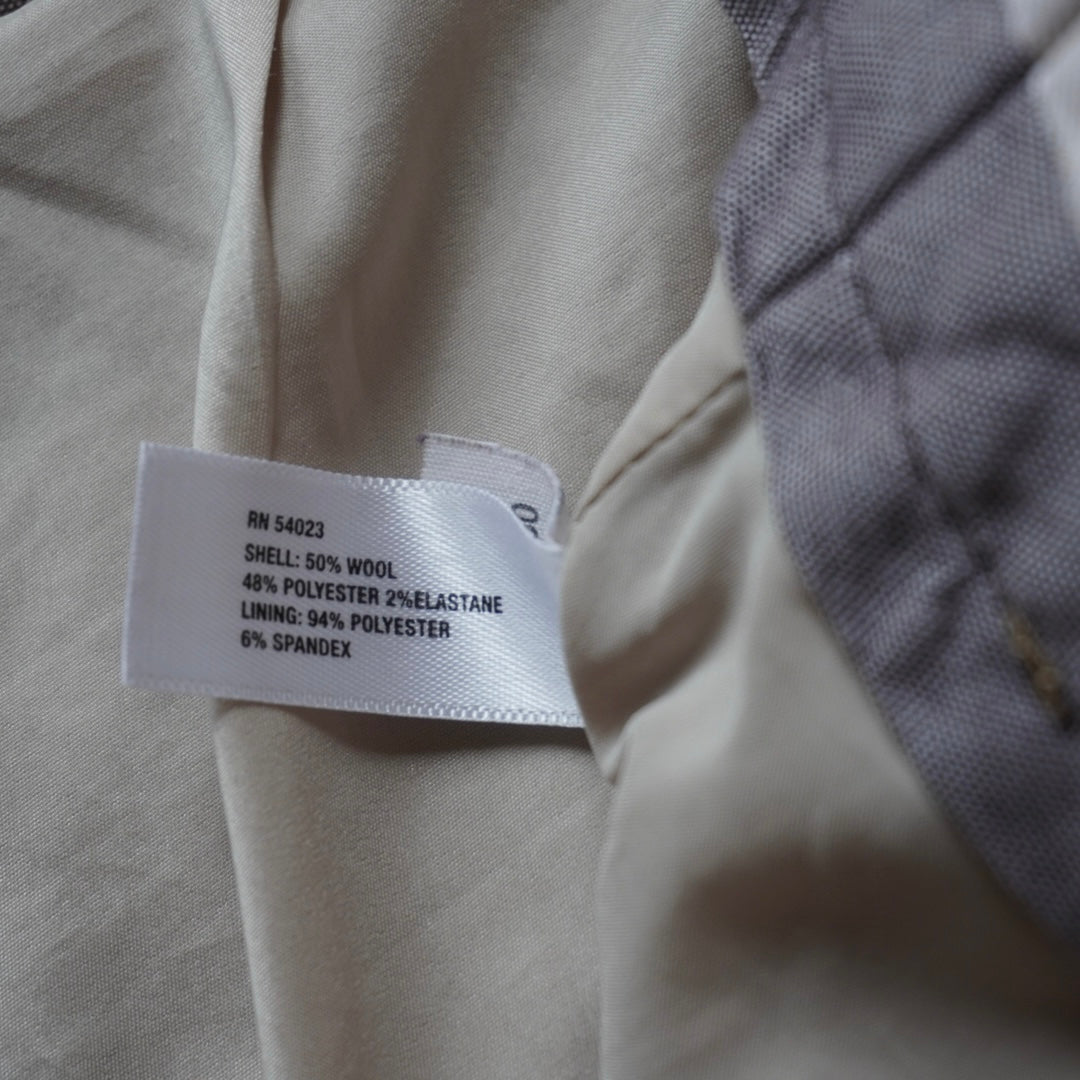 RN 54023
SHELL: 50% WOOL
48% POLYESTER 2%ELASTANE
LINING: 94% POLYESTER
6% SPANDEX